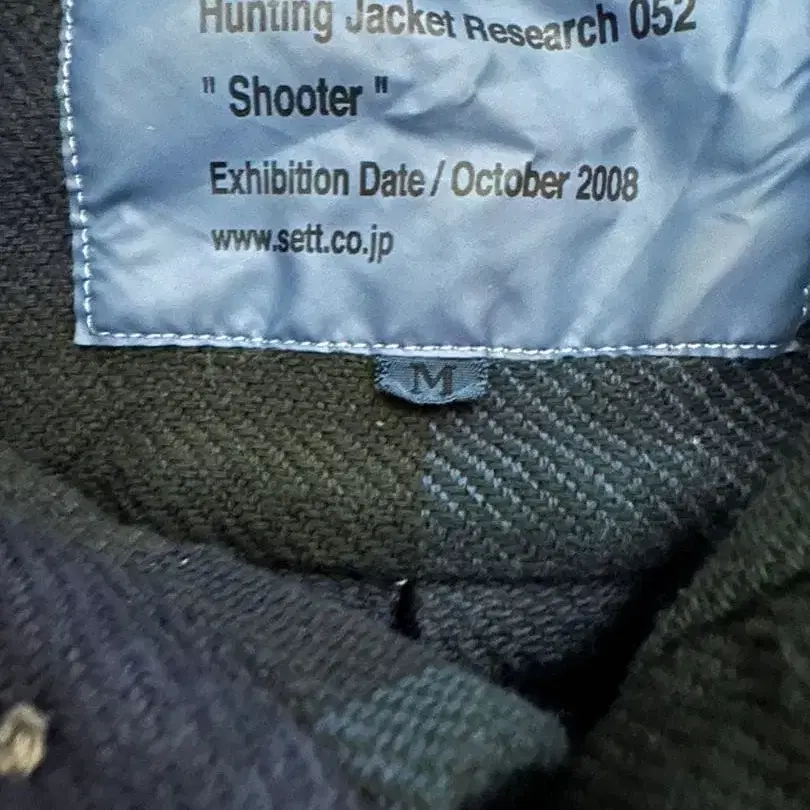 Hunting Jacket Research 052
" Shooter "
Exhibition Date / October 2008
www.sett.co.jp
M